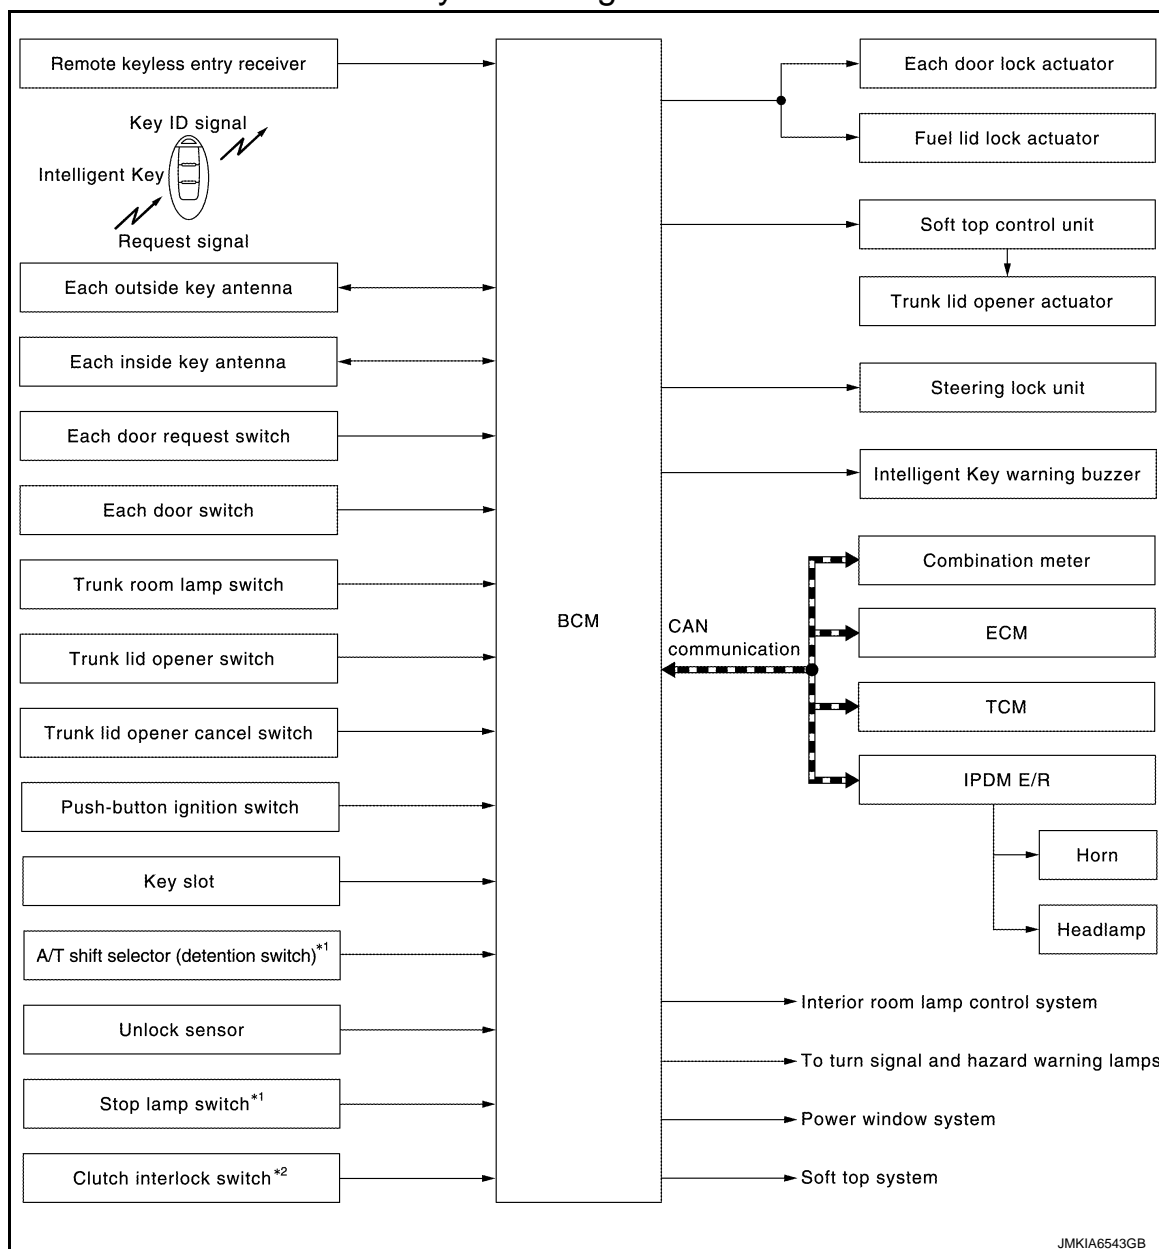 Remote keyless entry receiver
Key ID signal
Intelligent Key
Request signal
Each outside key antenna
Each inside key antenna
Each door request switch
Each door switch
Trunk room lamp switch
Trunk lid opener switch
Trunk lid opener cancel switch
Push-button ignition switch
Key slot
A/T shift selector (detention switch)*1
Unlock sensor
Stop lamp switch*1
Clutch interlock switch*2
BCM
Each door lock actuator
Fuel lid lock actuator
Soft top control unit
Trunk lid opener actuator
Steering lock unit
Intelligent Key warning buzzer
CAN
communication
Combination meter
ECM
TCM
IPDM E/R
Horn
Headlamp
Interior room lamp control system
To turn signal and hazard warning lamps
Power window system
Soft top system
JMKIA6543GB